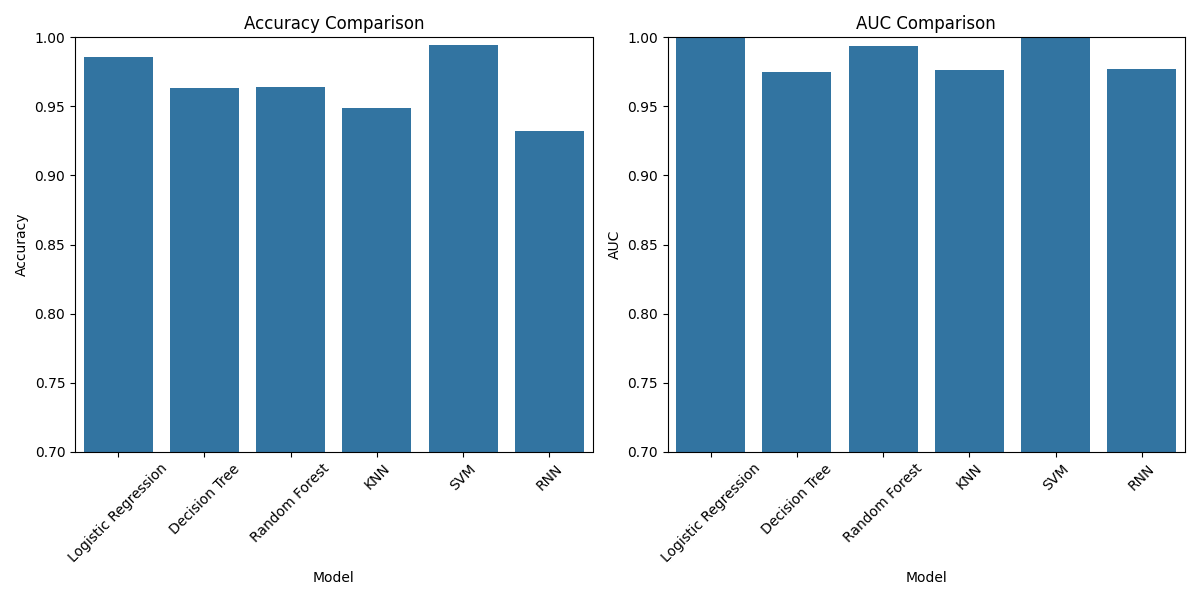 Accuracy Comparison
1.00
0.95
0.90
0.85
0.80
0.75
0.70
Accuracy
Logistic Regression
Decision Tree
Random Forest
KNN
SVM
RNN
Model
AUC Comparison
1.00
0.95
0.90
0.85
0.80
0.75
0.70
AUC
Logistic Regression
Decision Tree
Random Forest
KNN
SVM
RNN
Model